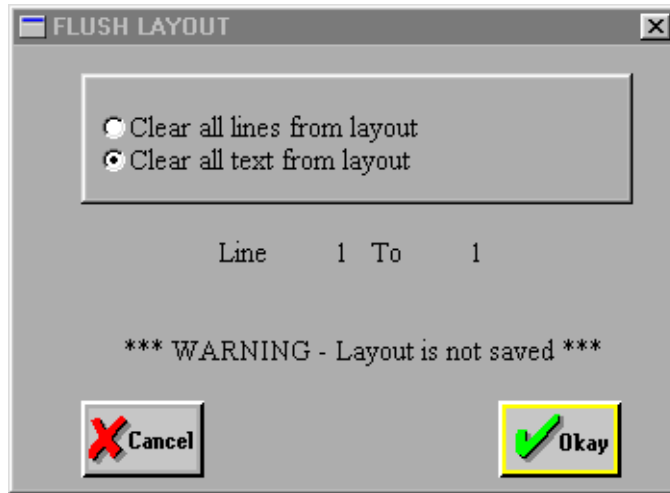 FLUSH LAYOUT
Clear all lines from layout
Clear all text from layout
Line 1 To 1
*** WARNING - Layout is not saved ***
Cancel Okay